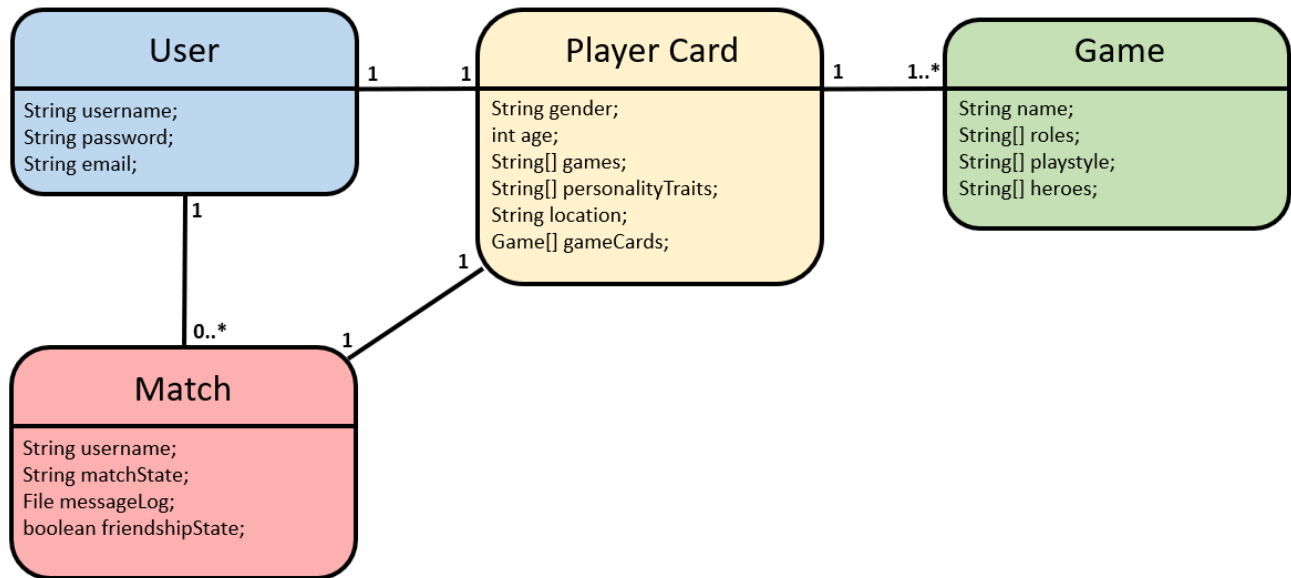 User
String username;
String password;
String email;
1
1
Player Card
String gender;
int age;
String[] games;
String[] personalityTraits;
String location;
Game[] gameCards;
1
1..*
Game
String name;
String[] roles;
String[] playstyle;
String[] heroes;
1
0..*
1
1
Match
String username;
String matchState;
File messageLog;
boolean friendshipState;